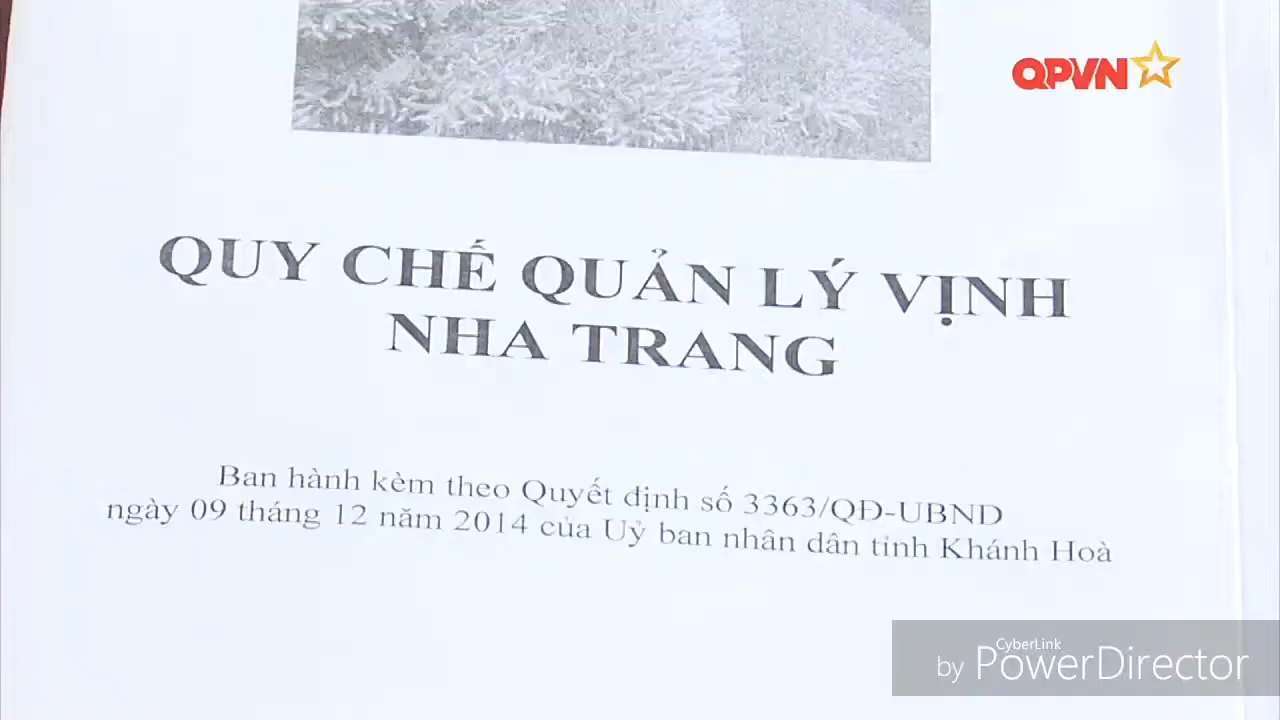 QPVN
QUY CHẾ QUẢN LÝ VỊNH
NHA TRANG
Ban hành kèm theo Quyết định số 3363/QĐ-UBND
ngày 09 tháng 12 năm 2014 của Uỷ ban nhân dân tỉnh Khánh Hoà
CyberLink
by PowerDirector